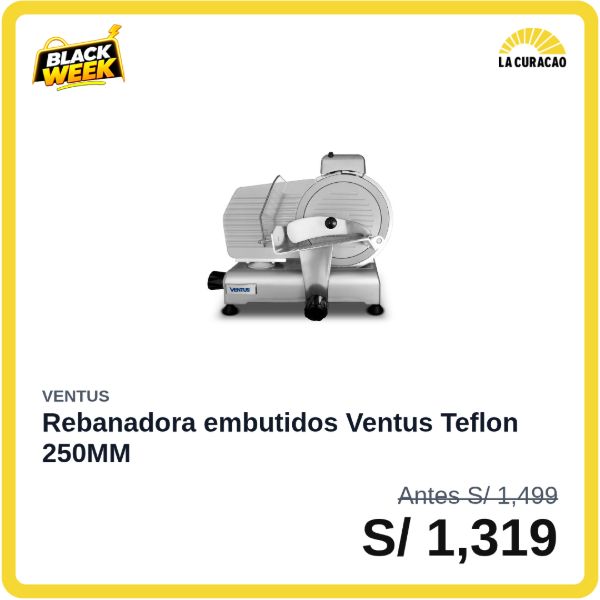 BLACK
WEEK
LA CURACAO
VENTUS
VENTUS
Rebanadora embutidos Ventus Teflon
250MM
Antes S/ 1,499
S/ 1,319